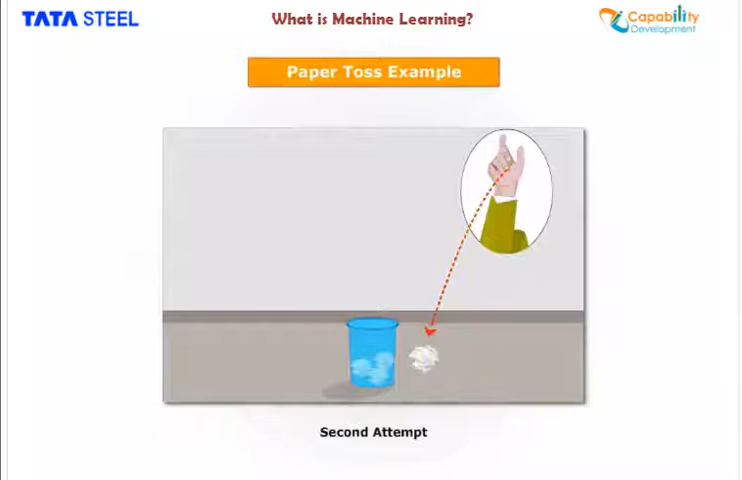 TATA STEEL
What is Machine Learning?
Capability
Development
Paper Toss Example
Second Attempt